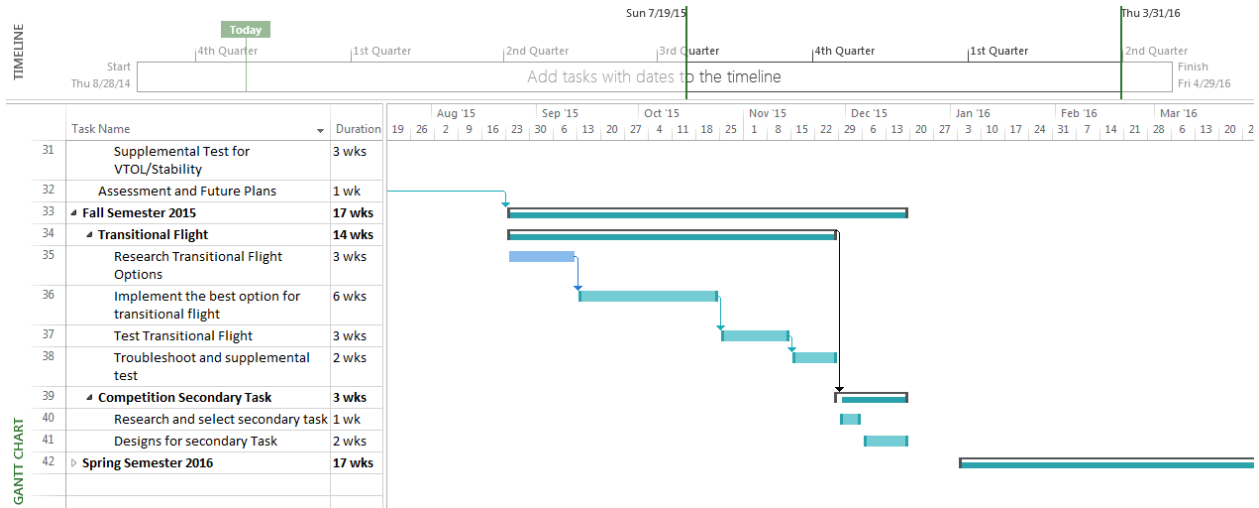 Sun 7/19/15 Thu 3/31/16
Today
TIMELINE
4th Quarter 1st Quarter 2nd Quarter 3rd Quarter 4th Quarter 1st Quarter 2nd Quarter
Start Finish
Add tasks with dates to the timeline
Thu 8/28/14 Fri 4/29/16
Aug '15 Sep '15 Oct '15 Nov '15 Dec '15 Jan '16 Feb '16 Mar '16
Task Name Duration 19 26 2 9 16 23 30 6 13 20 27 4 11 18 25 1 8 15 22 29 6 13 20 27 3 10 17 24 31 7 14 21 28 6 13 20
31 Supplemental Test for 3 wks
VTOL/Stability
32 Assessment and Future Plans 1 wk
33 Fall Semester 2015 17 wks
34 Transitional Flight 14 wks
35 Research Transitional Flight 3 wks
Options
36 Implement the best option for 6 wks
transitional flight
37 Test Transitional Flight 3 wks
38 Troubleshoot and supplemental 2 wks
test
39 Competition Secondary Task 3 wks
40 Research and select secondary task 1 wk
41 Designs for secondary Task 2 wks
42 Spring Semester 2016 17 wks
GANTT CHART